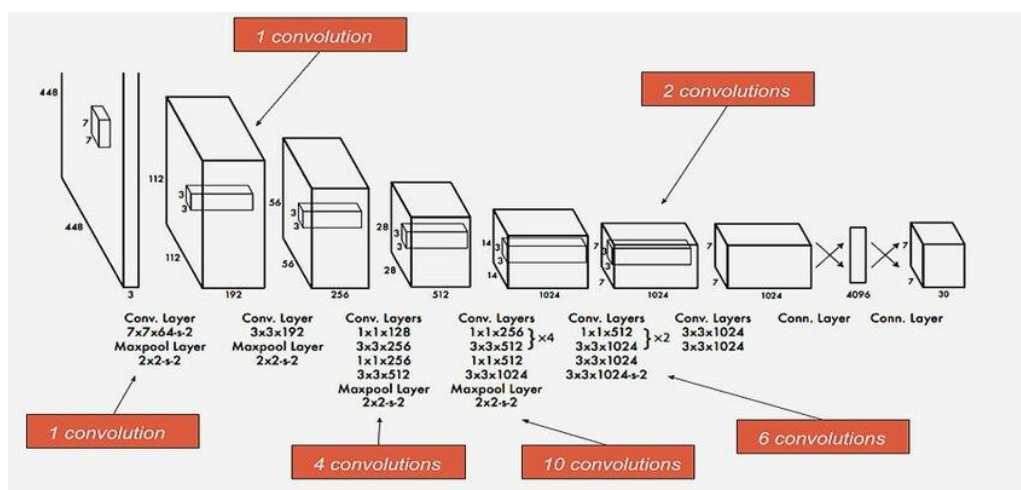 1 convolution
2 convolutions
448
7
7
448
3
112
3
3
112
192
56
3
3
56
256
28
3
3
28
512
14
3
3
14
1024
7
3
3
7
1024
7
7
1024
4096
7
7
30
Conv. Layer
7x7x64-s-2
Maxpool Layer
2x2-s-2
Conv. Layer
3x3x192
Maxpool Layer
2x2-s-2
Conv. Layers
1x1x128
3x3x256
1x1x256
3x3x512
Maxpool Layer
2x2-s-2
Conv. Layers
1x1x256
3x3x512 } ×4
1x1x512
3x3x1024
Maxpool Layer
2x2-s-2
Conv. Layers
1x1x512
3x3x1024 } ×2
3x3x1024
3x3x1024-s-2
Conv. Layers
3x3x1024
3x3x1024
Conn. Layer
Conn. Layer
1 convolution
4 convolutions
10 convolutions
6 convolutions